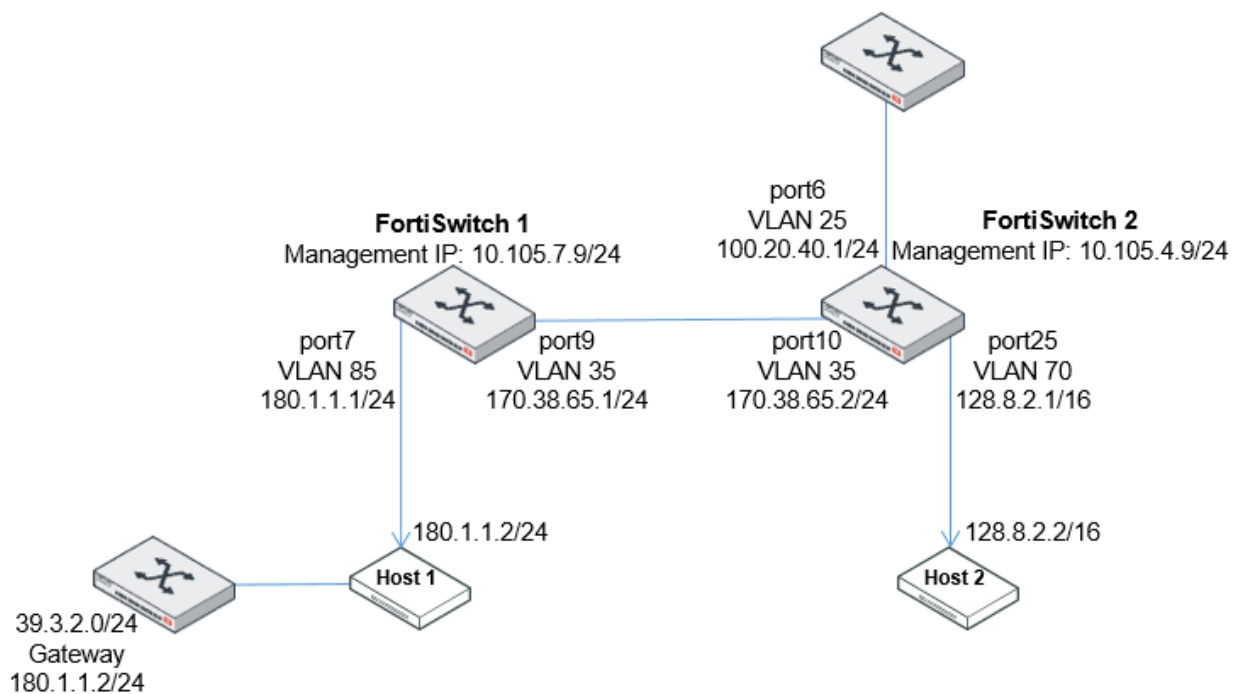 port6
VLAN 25
100.20.40.1/24
FortiSwitch 1
Management IP: 10.105.7.9/24
FortiSwitch 2
Management IP: 10.105.4.9/24
port7
VLAN 85
180.1.1.1/24
port9
VLAN 35
170.38.65.1/24
port10
VLAN 35
170.38.65.2/24
port25
VLAN 70
128.8.2.1/16
180.1.1.2/24
Host 1
128.8.2.2/16
Host 2
39.3.2.0/24
Gateway
180.1.1.2/24